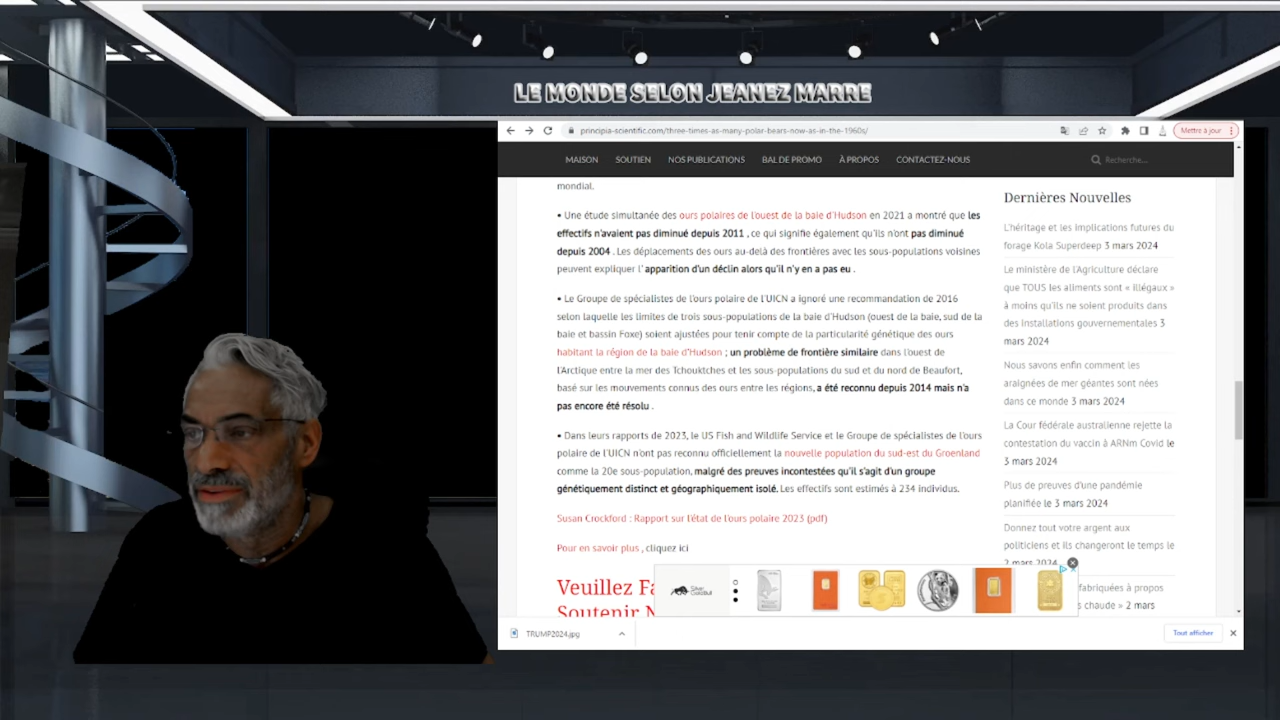 LE MONDE SELON JEANEZ MARRE
principia-scientific.com/three-times-as-many-polar-bears-now-as-in-the-1960s/
Mettre à jour
MAISON SOUTIEN NOS PUBLICATIONS BAL DE PROMO À PROPOS CONTACTEZ-NOUS
Recherche...
mondial.
• Une étude simultanée des ours polaires de l'ouest de la baie d'Hudson en 2021 a montré que les
effectifs n'avaient pas diminué depuis 2011 , ce qui signifie également qu'ils n'ont pas diminué
depuis 2004 . Les déplacements des ours au-delà des frontières avec les sous-populations voisines
peuvent expliquer l' apparition d'un déclin alors qu'il n'y en a pas eu .
• Le Groupe de spécialistes de l'ours polaire de l'UICN a ignoré une recommandation de 2016
selon laquelle les limites de trois sous-populations de la baie d'Hudson (ouest de la baie, sud de la
baie et bassin Foxe) soient ajustées pour tenir compte de la particularité génétique des ours
habitant la région de la baie d'Hudson ; un problème de frontière similaire dans l'ouest de
l'Arctique entre la mer des Tchouktches et les sous-populations du sud et du nord de Beaufort,
basé sur les mouvements connus des ours entre les régions, a été reconnu depuis 2014 mais n'a
pas encore été résolu .
• Dans leurs rapports de 2023, le US Fish and Wildlife Service et le Groupe de spécialistes de l'ours
polaire de l'UICN n'ont pas reconnu officiellement la nouvelle population du sud-est du Groenland
comme la 20e sous-population, malgré des preuves incontestées qu'il s'agit d'un groupe
génétiquement distinct et géographiquement isolé. Les effectifs sont estimés à 234 individus.
Susan Crockford : Rapport sur l'état de l'ours polaire 2023 (pdf)
Pour en savoir plus , cliquez ici
Veuillez Fa
Soutenir N
Dernières Nouvelles
L'héritage et les implications futures du
forage Kola Superdeep 3 mars 2024
Le ministère de l'Agriculture déclare
que TOUS les aliments sont « illégaux »
à moins qu'ils ne soient produits dans
des installations gouvernementales 3
mars 2024
Nous savons enfin comment les
araignées de mer géantes sont nées
dans ce monde 3 mars 2024
La Cour fédérale australienne rejette la
contestation du vaccin à ARNm Covid le
3 mars 2024
Plus de preuves d'une pandémie
planifiée le 3 mars 2024
Donnez tout votre argent aux
politiciens et ils changeront le temps le
2 mars 2024
fabriquées à propos
s chaude » 2 mars
TRUMP2024.jpg
Tout afficher